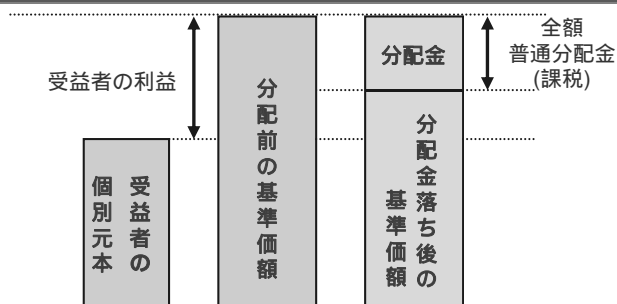 受益者の利益
受益者の
個別元本
分配前の基準価額
分配金
分配金落ち後の
基準価額
全額
普通分配金
(課税)